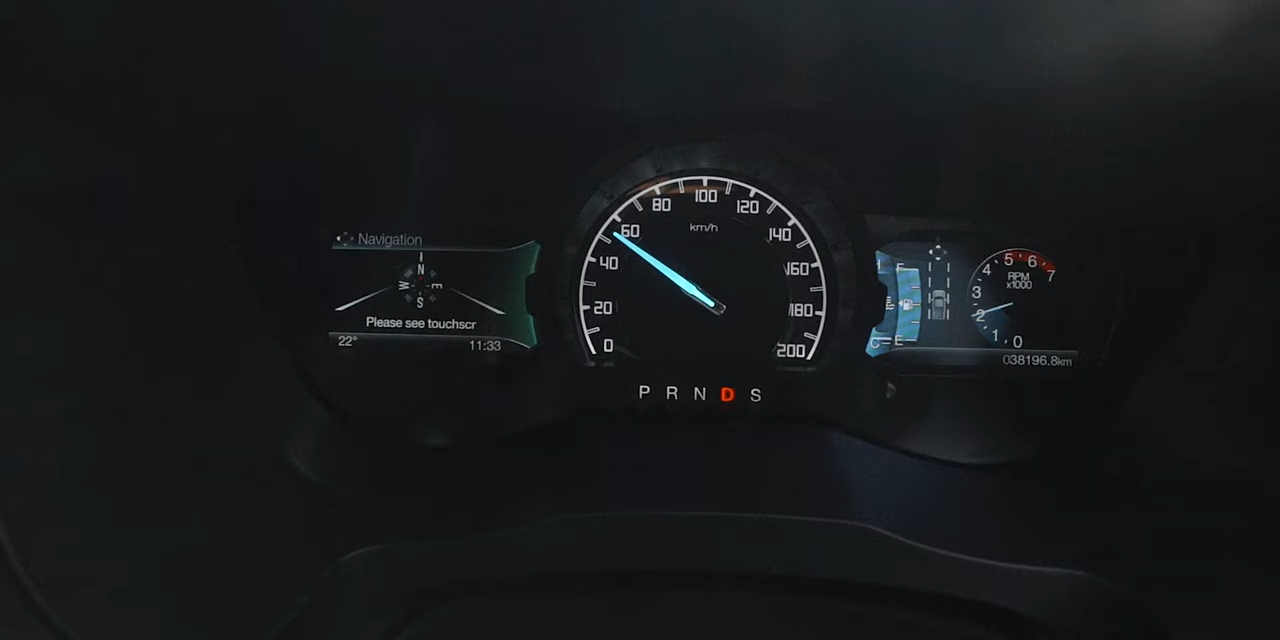 Navigation
N
W E
S
Please see touchscr
22° 11:33
0 20 40 60 80 100 120 140 160 180 200
km/h
P R N D S
F
C E
0 1 2 3 4 5 6 7
RPM
x1000
038196.8km